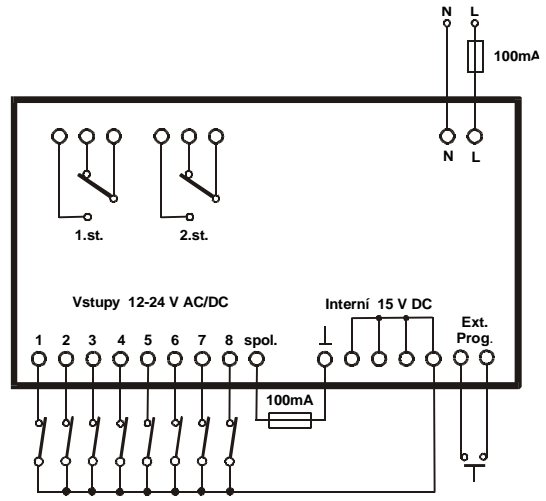 N L
100mA
N L
1.st. 2.st.
Vstupy 12-24 V AC/DC Interní 15 V DC
Ext.
Prog.
1 2 3 4 5 6 7 8 spol.
100mA